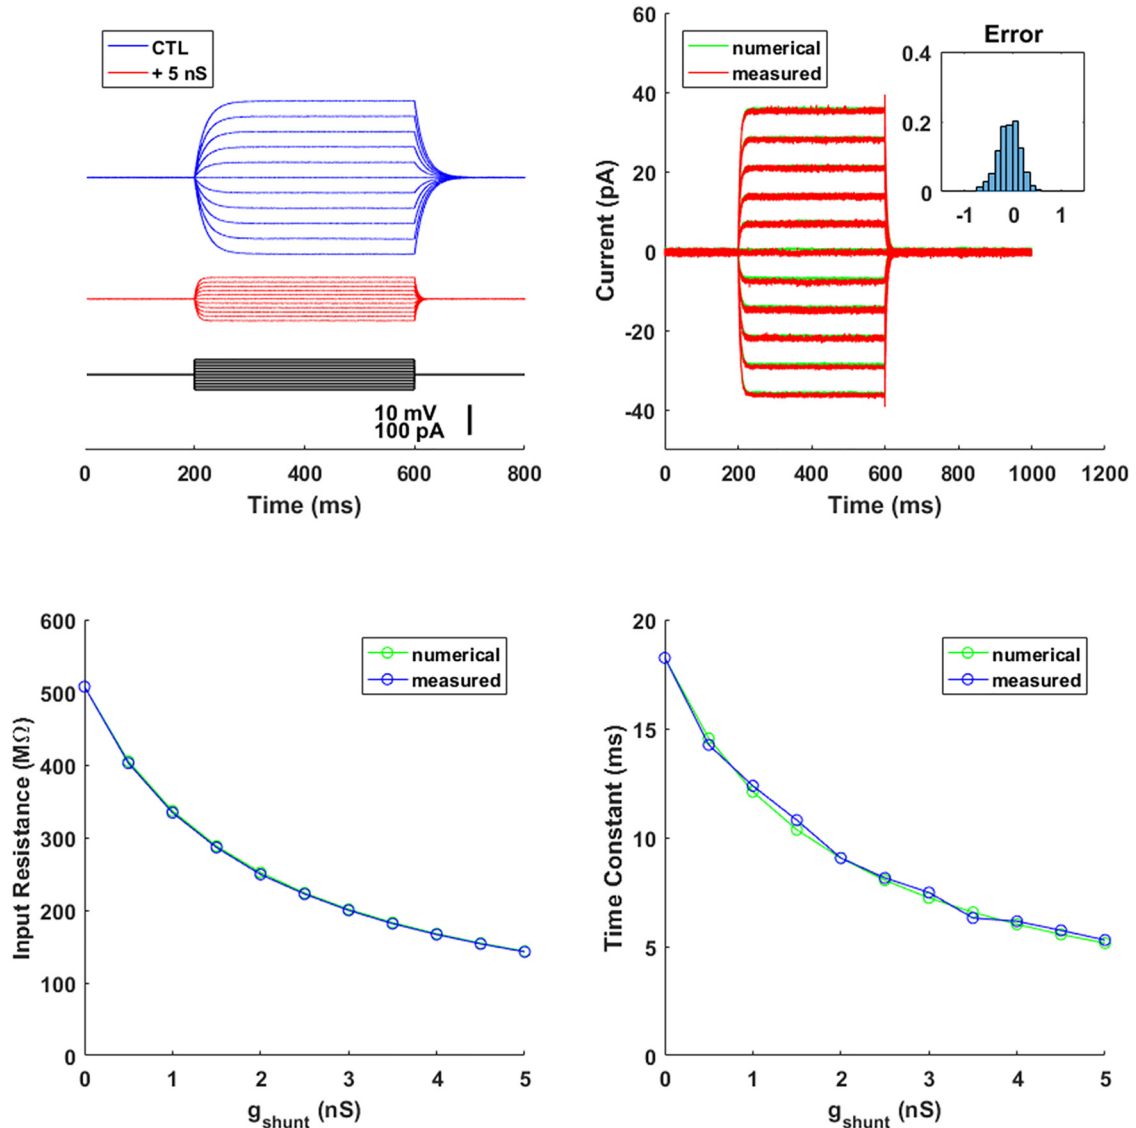 CTL
+ 5 nS
10 mV
100 pA
0 200 400 600 800
Time (ms)
60
40
20
0
-20
-40
Current (pA)
numerical
measured
Error
0.4
0.2
0
-1 0 1
0 200 400 600 800 1000 1200
Time (ms)
600
500
400
300
200
100
0
Input Resistance (MΩ)
numerical
measured
0 1 2 3 4 5
g_shunt (nS)
20
15
10
5
0
Time Constant (ms)
numerical
measured
0 1 2 3 4 5
g_shunt (nS)